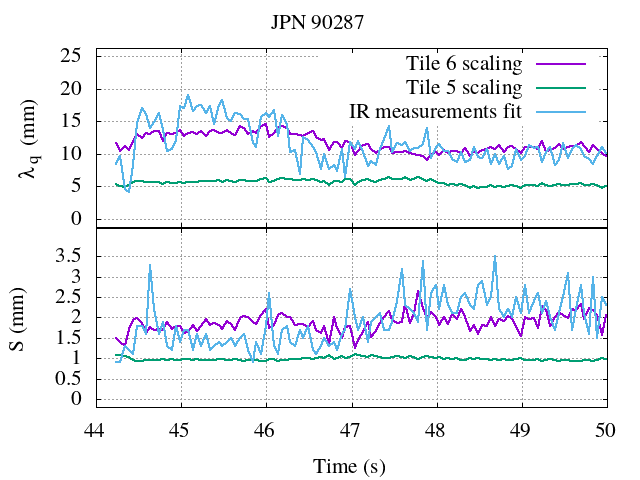 JPN 90287
Tile 6 scaling
Tile 5 scaling
IR measurements fit
λq (mm)
25
20
15
10
5
0
S (mm)
3.5
3
2.5
2
1.5
1
0.5
0
44 45 46 47 48 49 50
Time (s)